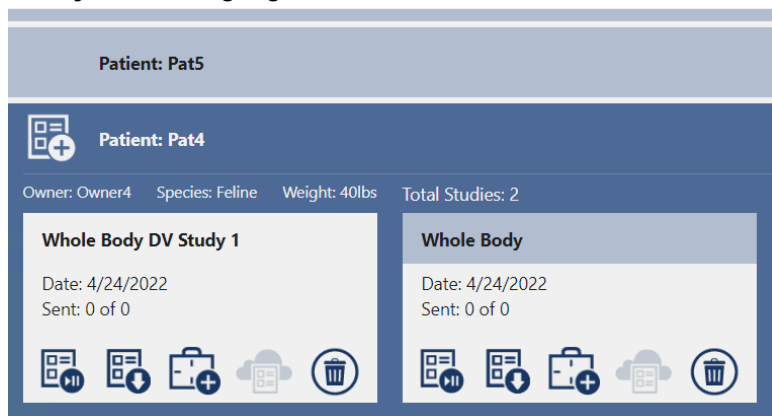 Patient: Pat5
Patient: Pat4
Owner: Owner4 Species: Feline Weight: 40lbs Total Studies: 2
Whole Body DV Study 1
Date: 4/24/2022
Sent: 0 of 0
Whole Body
Date: 4/24/2022
Sent: 0 of 0